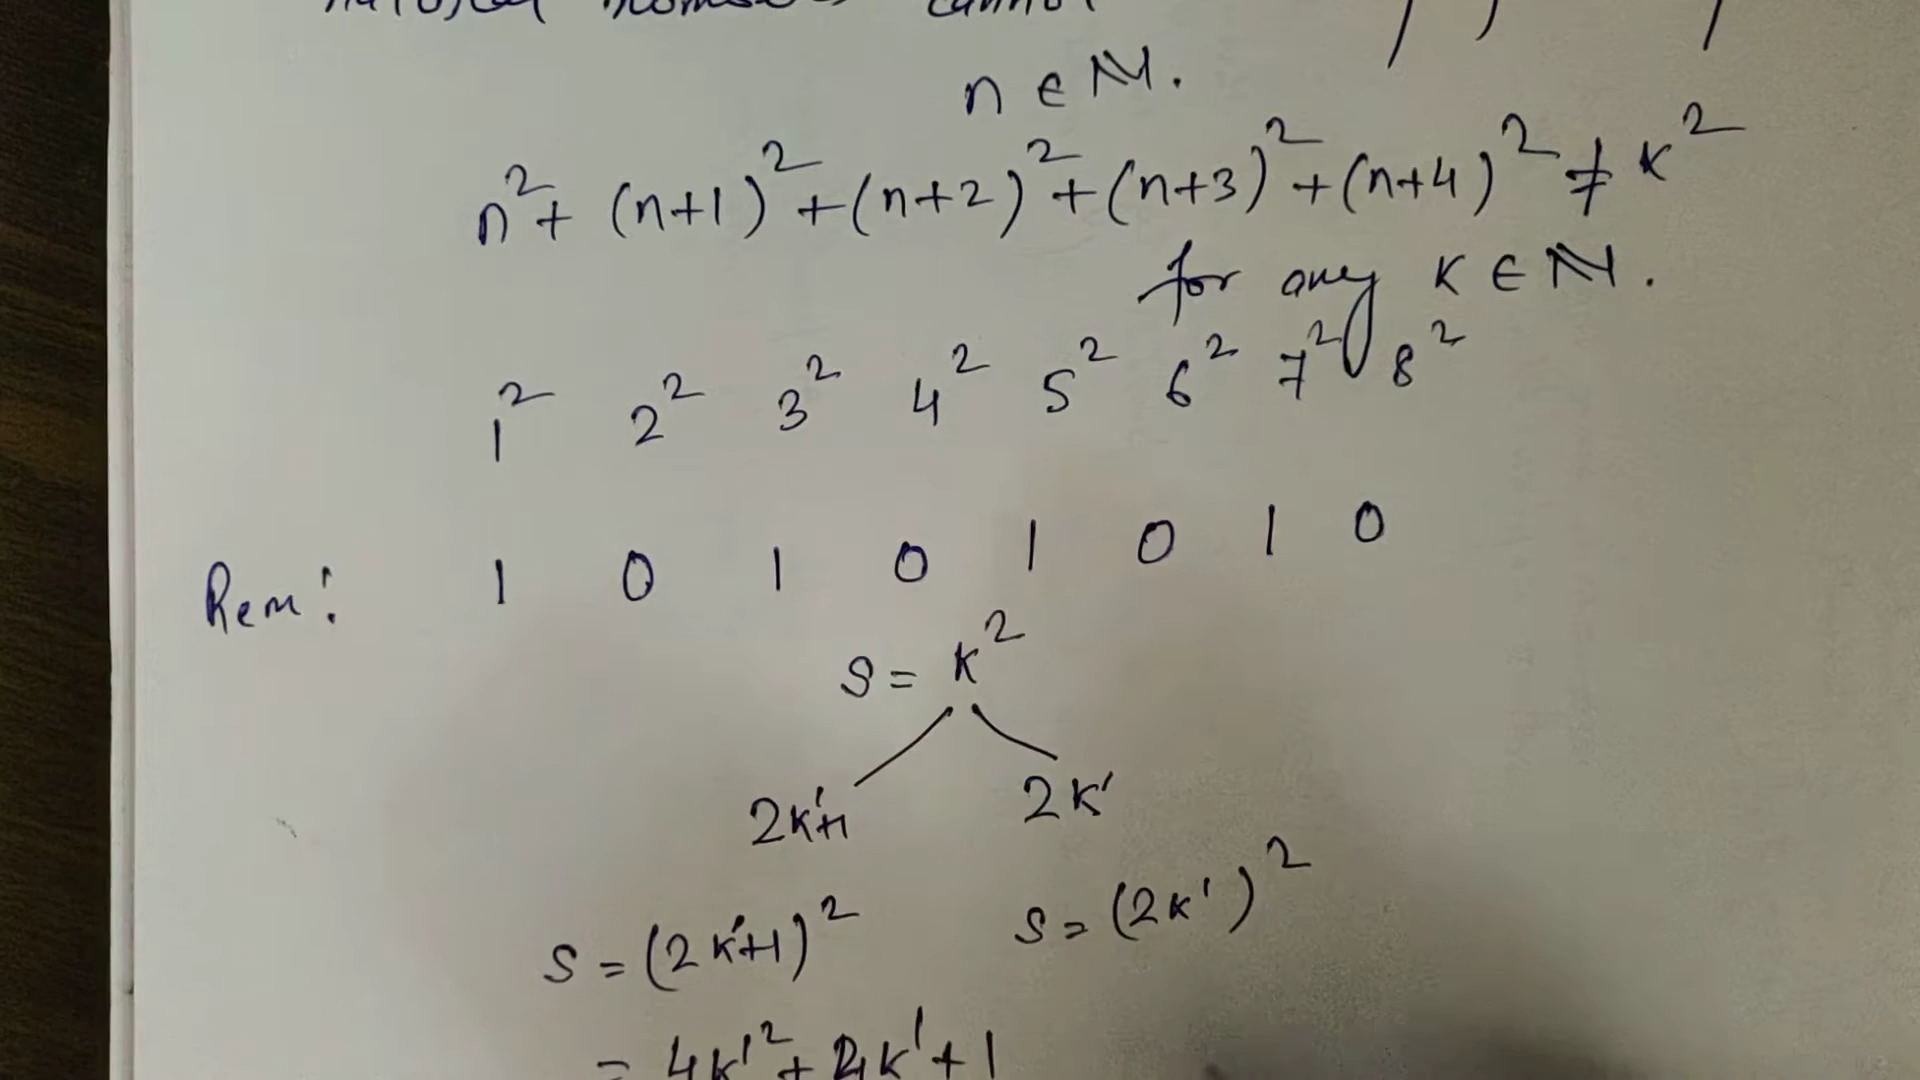 n ∈ ℕ.
n² + (n+1)² + (n+2)² + (n+3)² + (n+4)² ≠ k²
for any k ∈ ℕ.
1² 2² 3² 4² 5² 6² 7² 8²
Rem: 1 0 1 0 1 0 1 0
S = k²
2k'+1 2k'
S = (2k'+1)² S = (2k')²
= 4k'² + 4k' + 1